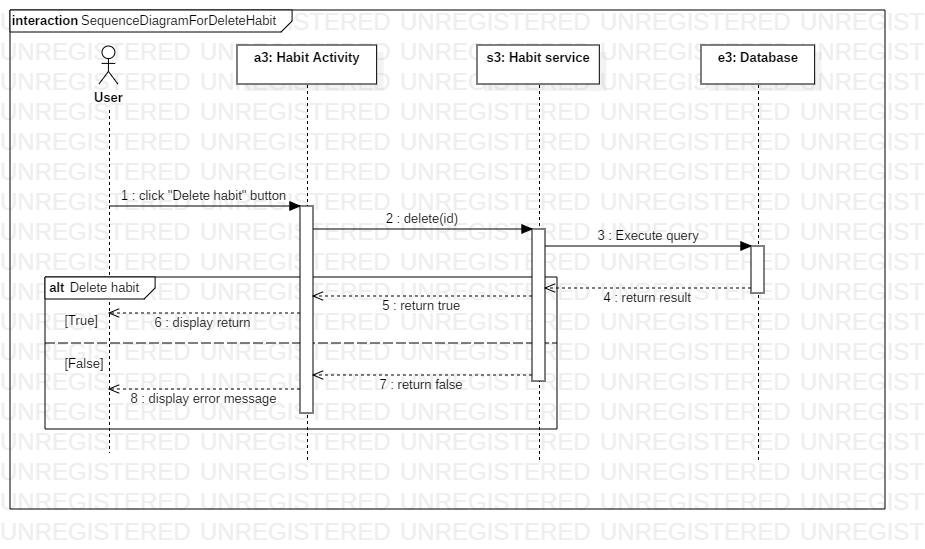 interaction SequenceDiagramForDeleteHabit
User
a3: Habit Activity
s3: Habit service
e3: Database
1 : click "Delete habit" button
2 : delete(id)
3 : Execute query
alt Delete habit
4 : return result
5 : return true
[True]
6 : display return
[False]
7 : return false
8 : display error message
UNREGISTERED UNREGISTERED UNREGISTERED UNREGISTERED UNREGIST